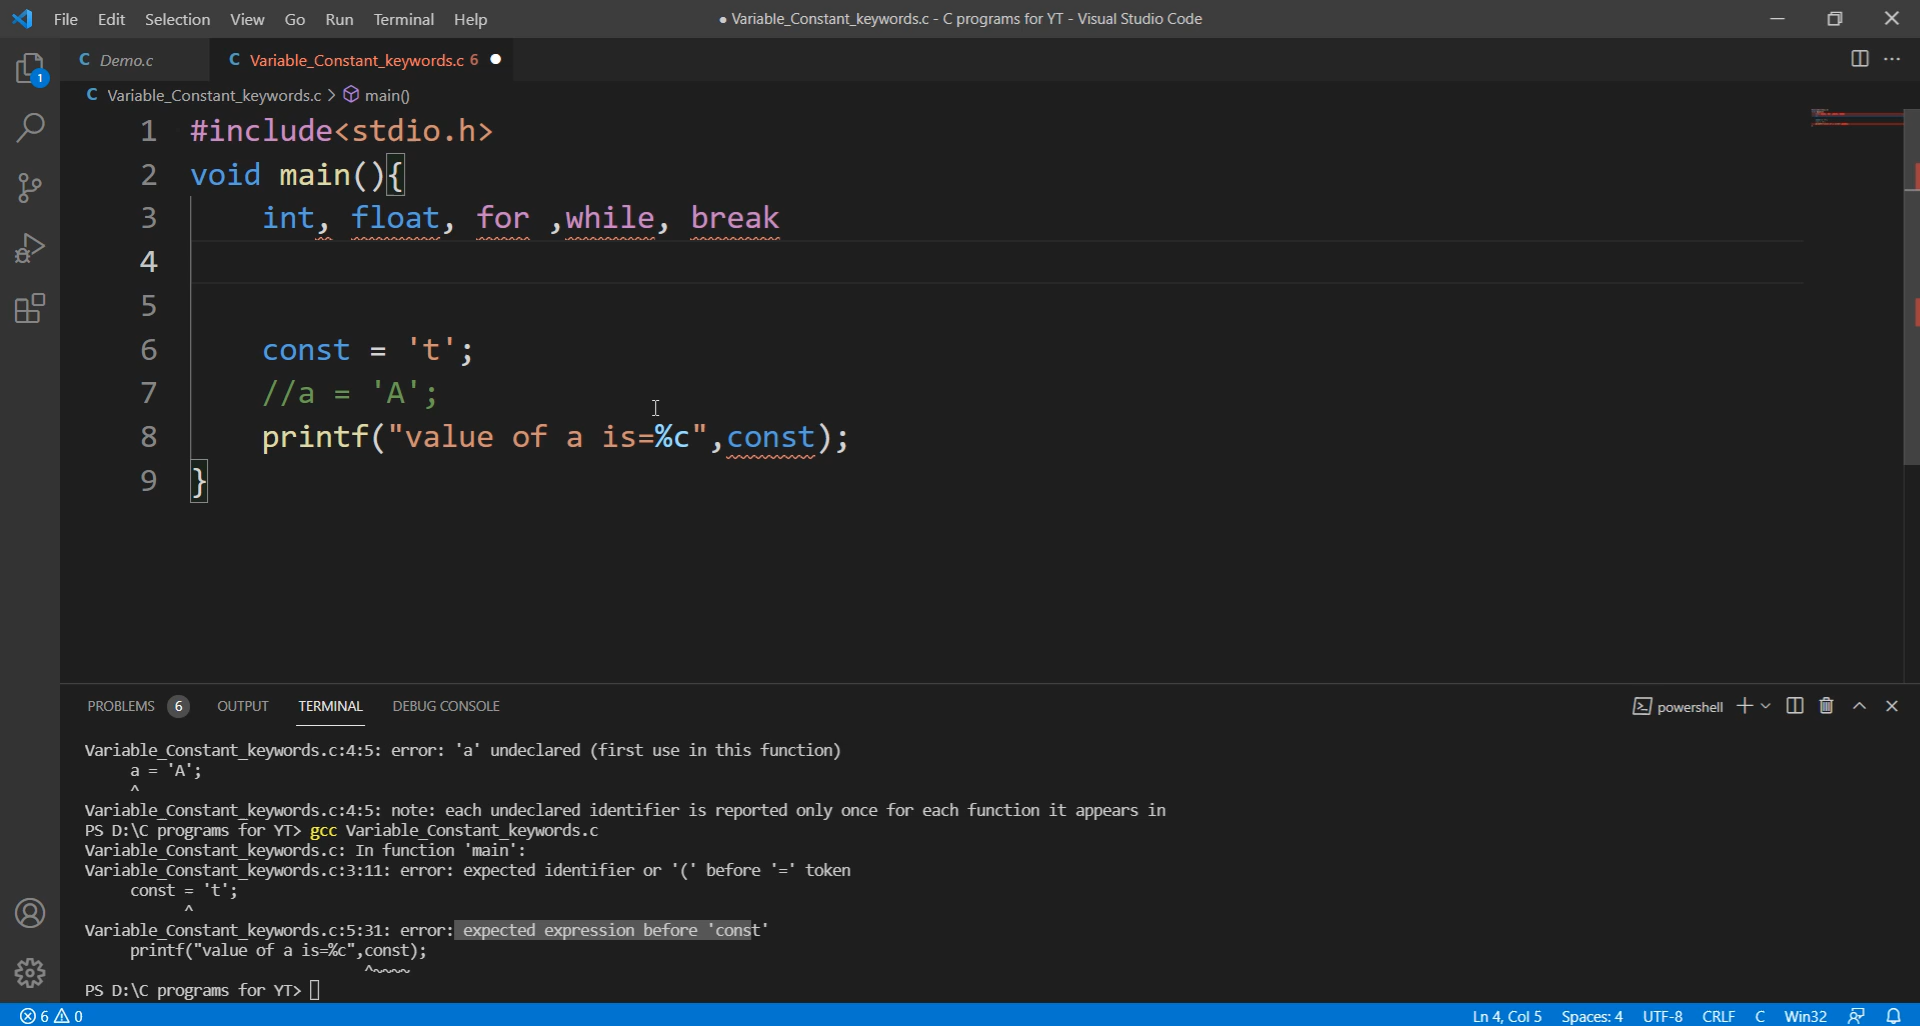 File Edit Selection View Go Run Terminal Help
● Variable_Constant_keywords.c - C programs for YT - Visual Studio Code
C Demo.c
C Variable_Constant_keywords.c 6 ●
1
C Variable_Constant_keywords.c > main()
1 #include<stdio.h>
2 void main(){
3 int, float, for ,while, break
4
5
6 const = 't';
7 //a = 'A';
8 printf("value of a is=%c",const);
9 }
PROBLEMS 6 OUTPUT TERMINAL DEBUG CONSOLE
powershell
Variable_Constant_keywords.c:4:5: error: 'a' undeclared (first use in this function)
a = 'A';
^
Variable_Constant_keywords.c:4:5: note: each undeclared identifier is reported only once for each function it appears in
PS D:\C programs for YT> gcc Variable_Constant_keywords.c
Variable_Constant_keywords.c: In function 'main':
Variable_Constant_keywords.c:3:11: error: expected identifier or '(' before '=' token
const = 't';
^
Variable_Constant_keywords.c:5:31: error: expected expression before 'const'
printf("value of a is=%c",const);
^~~~~
PS D:\C programs for YT>
6 0
Ln 4, Col 5 Spaces: 4 UTF-8 CRLF C Win32